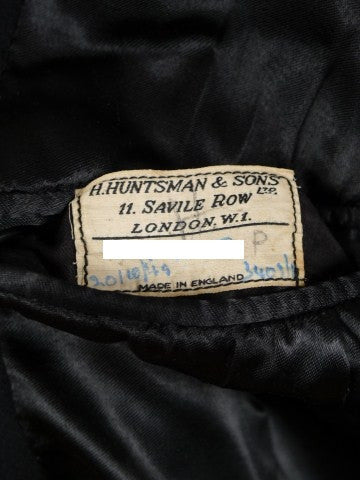 H. HUNTSMAN & SONS LTD.
11. SAVILE ROW
LONDON, W.1.
MADE IN ENGLAND